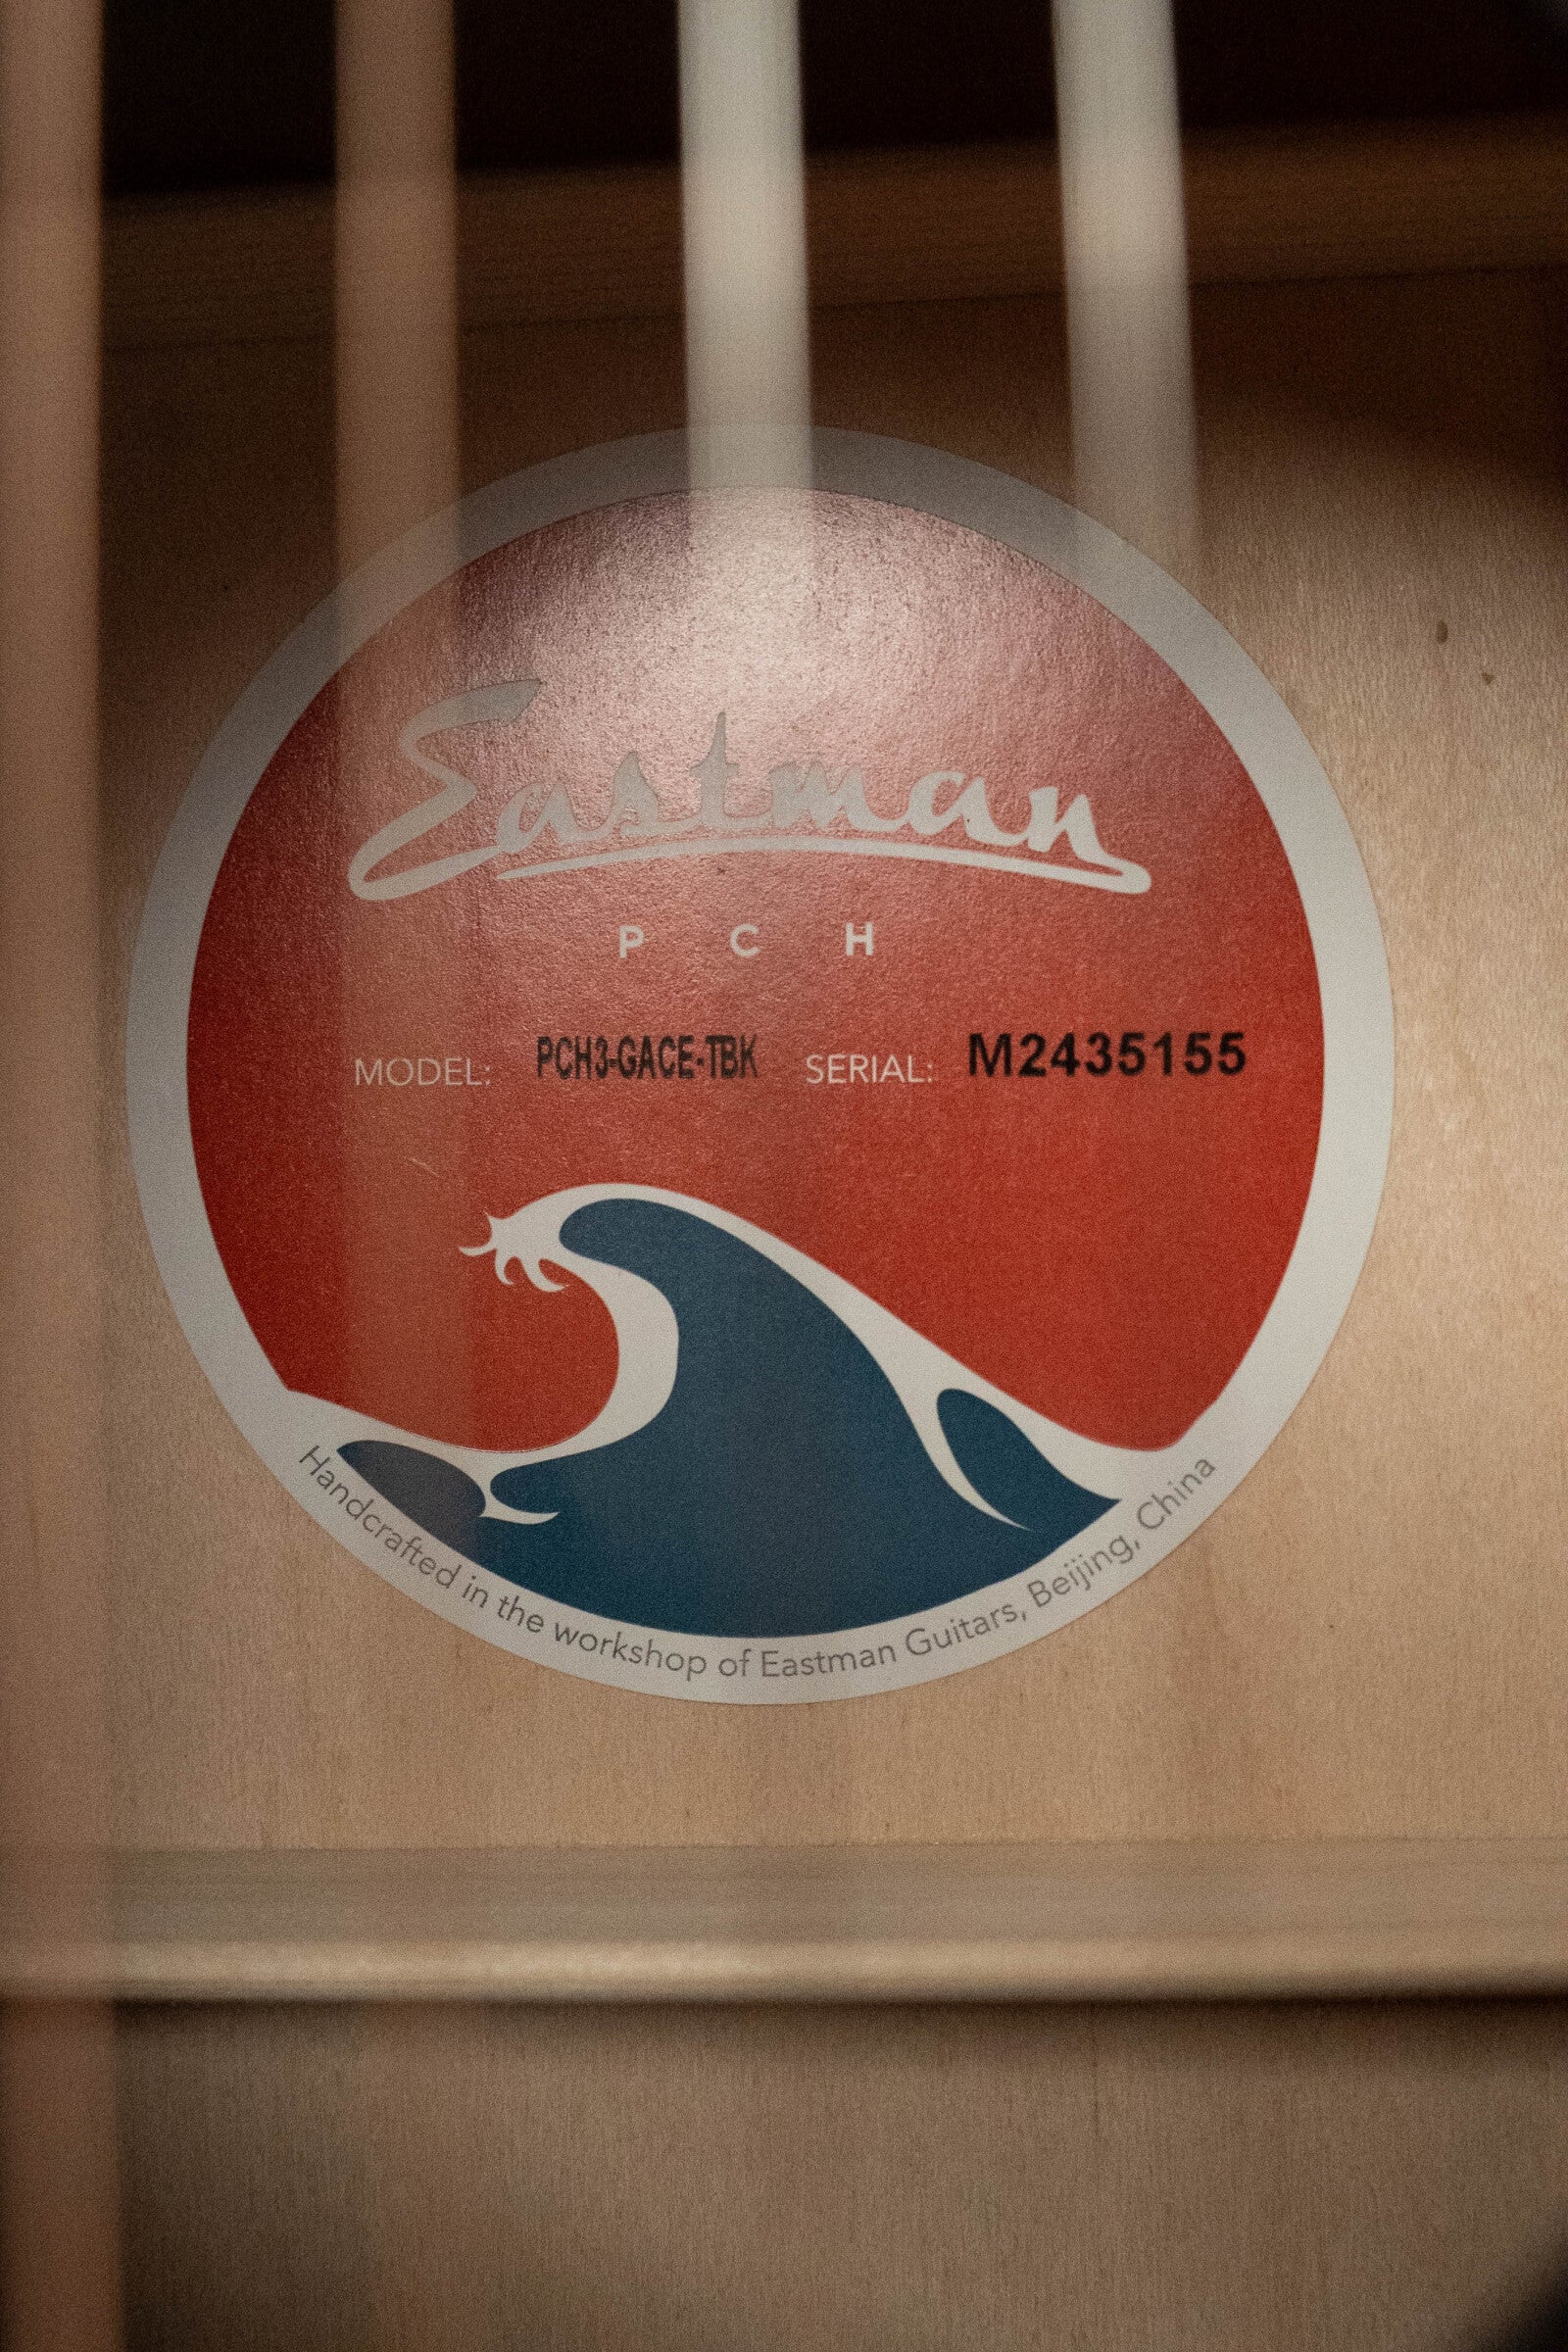 Eastman
P C H
MODEL: PCH3-GACE-TBK SERIAL: M2435155
Handcrafted in the workshop of Eastman Guitars, Beijing, China